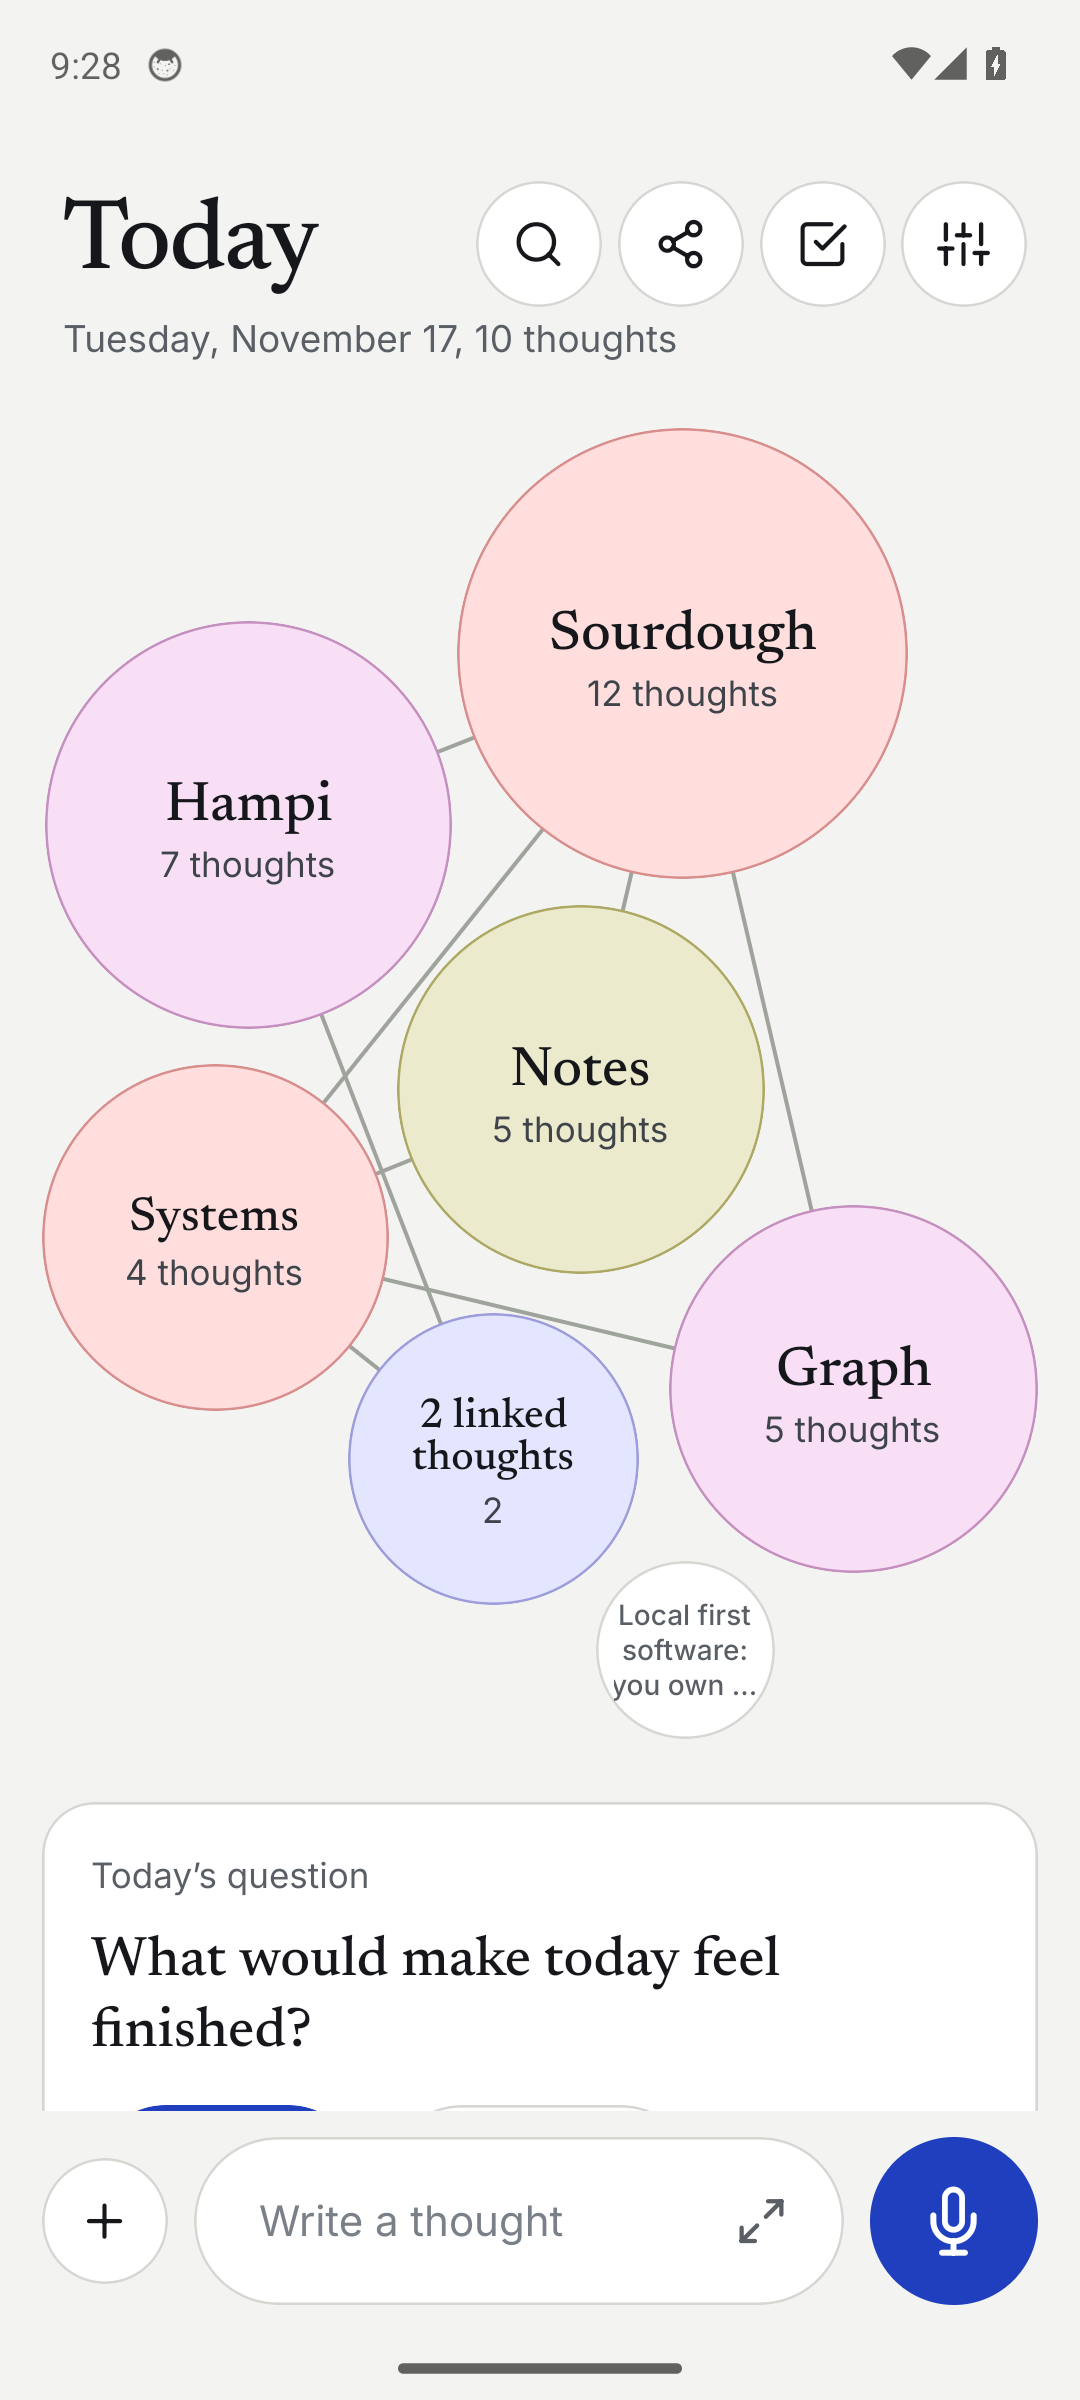 9:28
Today
Tuesday, November 17, 10 thoughts
Sourdough
12 thoughts
Hampi
7 thoughts
Notes
5 thoughts
Systems
4 thoughts
Graph
5 thoughts
2 linked
thoughts
2
Local first
software:
you own ...
Today’s question
What would make today feel
finished?
Write a thought